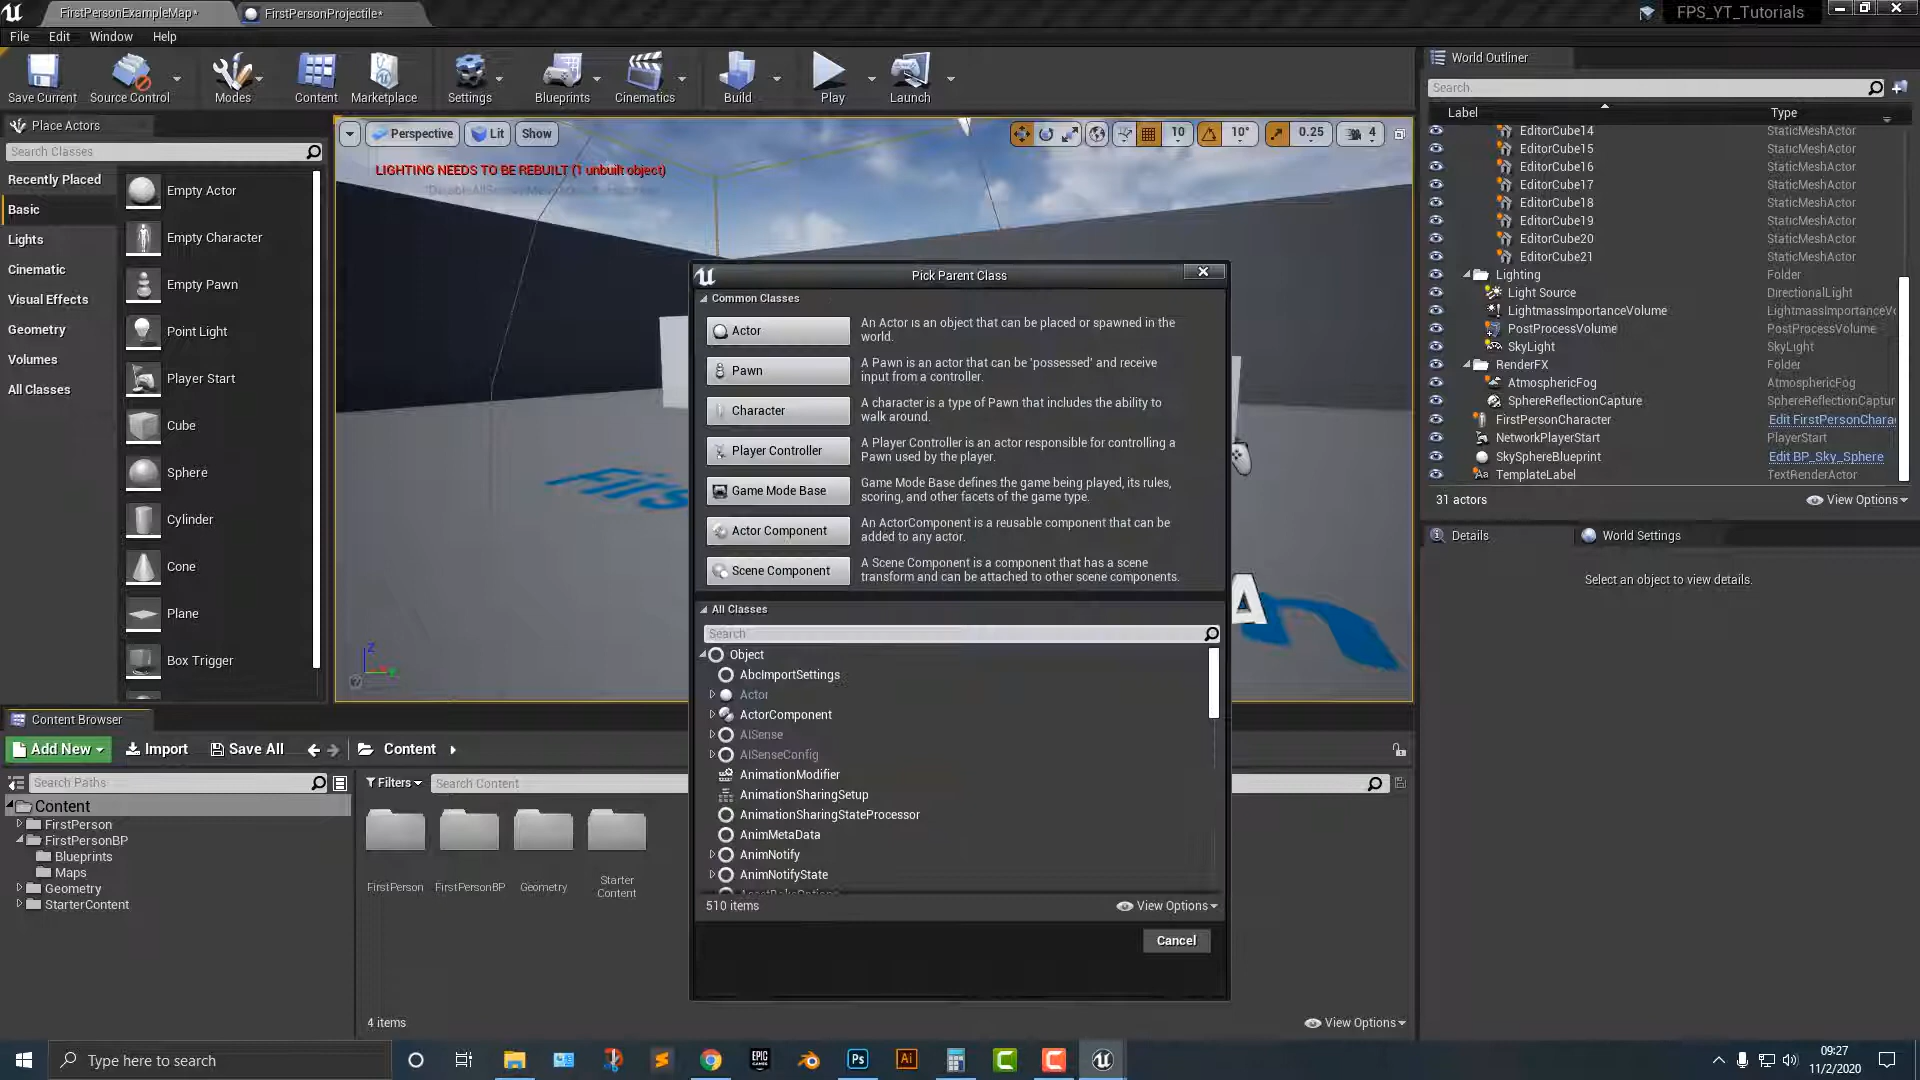 FirstPersonExampleMap*
FirstPersonProjectile*
FPS_YT_Tutorials
File Edit Window Help
Save Current
Source Control
Modes
Content
Marketplace
Settings
Blueprints
Cinematics
Build
Play
Launch
Place Actors
Search Classes
Recently Placed
Basic
Lights
Cinematic
Visual Effects
Geometry
Volumes
All Classes
Empty Actor
Empty Character
Empty Pawn
Point Light
Player Start
Cube
Sphere
Cylinder
Cone
Plane
Box Trigger
Perspective
Lit
Show
10
10°
0.25
4
LIGHTING NEEDS TO BE REBUILT (1 unbuilt object)
Pick Parent Class
Common Classes
Actor
An Actor is an object that can be placed or spawned in the
world.
Pawn
A Pawn is an actor that can be 'possessed' and receive
input from a controller.
Character
A character is a type of Pawn that includes the ability to
walk around.
Player Controller
A Player Controller is an actor responsible for controlling a
Pawn used by the player.
Game Mode Base
Game Mode Base defines the game being played, its rules,
scoring, and other facets of the game type.
Actor Component
An ActorComponent is a reusable component that can be
added to any actor.
Scene Component
A Scene Component is a component that has a scene
transform and can be attached to other scene components.
All Classes
Search
Object
AbcImportSettings
Actor
ActorComponent
AISense
AISenseConfig
AnimationModifier
AnimationSharingSetup
AnimationSharingStateProcessor
AnimMetaData
AnimNotify
AnimNotifyState
510 items
View Options
Cancel
World Outliner
Search
Label Type
EditorCube14 StaticMeshActor
EditorCube15 StaticMeshActor
EditorCube16 StaticMeshActor
EditorCube17 StaticMeshActor
EditorCube18 StaticMeshActor
EditorCube19 StaticMeshActor
EditorCube20 StaticMeshActor
EditorCube21 StaticMeshActor
Lighting Folder
Light Source DirectionalLight
LightmassImportanceVolume LightmassImportanceVo
PostProcessVolume PostProcessVolume
SkyLight SkyLight
RenderFX Folder
AtmosphericFog AtmosphericFog
SphereReflectionCapture SphereReflectionCaptur
FirstPersonCharacter Edit FirstPersonChara
NetworkPlayerStart PlayerStart
SkySphereBlueprint Edit BP_Sky_Sphere
TemplateLabel TextRenderActor
31 actors
View Options
Details
World Settings
Select an object to view details.
Content Browser
Add New
Import
Save All
Content
Search Paths
Filters
Search Content
Content
FirstPerson
FirstPersonBP
Blueprints
Maps
Geometry
StarterContent
FirstPerson
FirstPersonBP
Geometry
Starter
Content
4 items
View Options
Type here to search
EPIC
GAMES
Ps
Ai
09:27
11/2/2020